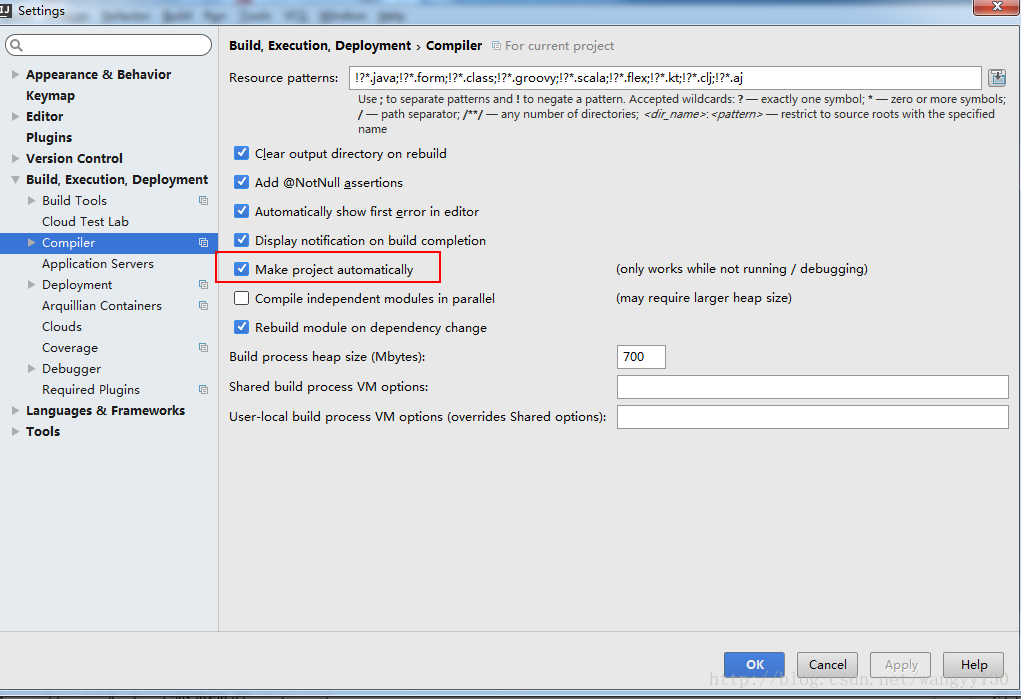 Settings
Build, Execution, Deployment › Compiler For current project
Resource patterns: !?*.java;!?*.form;!?*.class;!?*.groovy;!?*.scala;!?*.flex;!?*.kt;!?*.clj;!?*.aj
Use ; to separate patterns and ! to negate a pattern. Accepted wildcards: ? — exactly one symbol; * — zero or more symbols;
/ — path separator; /**/ — any number of directories; <dir_name>:<pattern> — restrict to source roots with the specified
name
Appearance & Behavior
Keymap
Editor
Plugins
Version Control
Build, Execution, Deployment
Build Tools
Cloud Test Lab
Compiler
Application Servers
Deployment
Arquillian Containers
Clouds
Coverage
Debugger
Required Plugins
Languages & Frameworks
Tools
Clear output directory on rebuild
Add @NotNull assertions
Automatically show first error in editor
Display notification on build completion
Make project automatically (only works while not running / debugging)
Compile independent modules in parallel (may require larger heap size)
Rebuild module on dependency change
Build process heap size (Mbytes): 700
Shared build process VM options:
User-local build process VM options (overrides Shared options):
OK Cancel Apply Help
http://blog.csdn.net/wangyy130